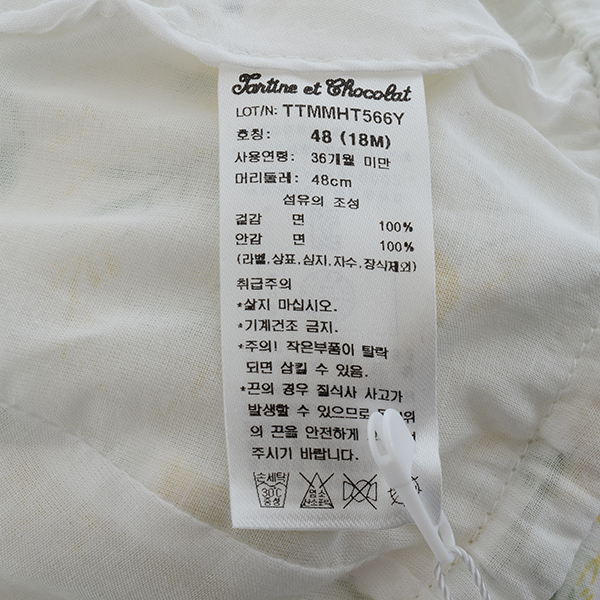 Tartine et Chocolat
LOT/N: TTMMHT566Y
호칭: 48 (18M)
사용연령: 36개월 미만
머리둘레: 48cm
섬유의 조성
겉감 면 100%
안감 면 100%
(라벨,상표,심지,자수,장식제외)
취급주의
*삶지 마십시오.
*기계건조 금지.
*주의! 작은부품이 탈락
되면 삼킬 수 있음.
*끈의 경우 질식사 사고가
발생할 수 있으므로
의 끈을 안전하게
주시기 바랍니다.
손세탁
30℃
중성
염소
산소표백